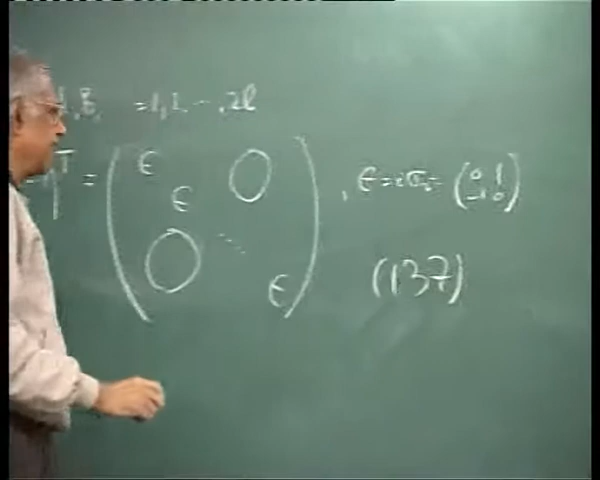 = 1, 2 - - , 2l
= ( ϵ ϵ ⋱ ϵ ) , ϵ = iσ₂ = ( 0 1 -1 0 )
(137)